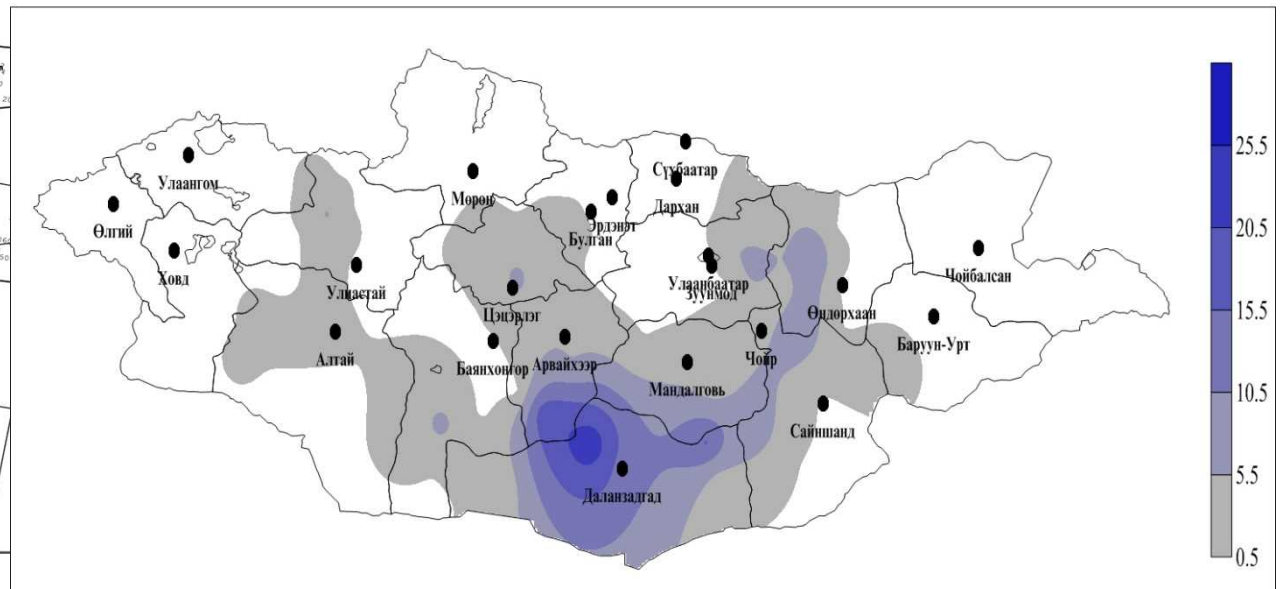 Сүхбаатар
Улаангом
Мөрөн
Дархан
Өлгий
Эрдэнэт
Булган
Ховд
Чойбалсан
Улаанбаатар
Зуунмод
Улиастай
Цэцэрлэг
Өндөрхаан
Баруун-Урт
Алтай
Баянхонгор
Арвайхээр
Чойр
Мандалговь
Сайншанд
Даланзадгад
25.5
20.5
15.5
10.5
5.5
0.5